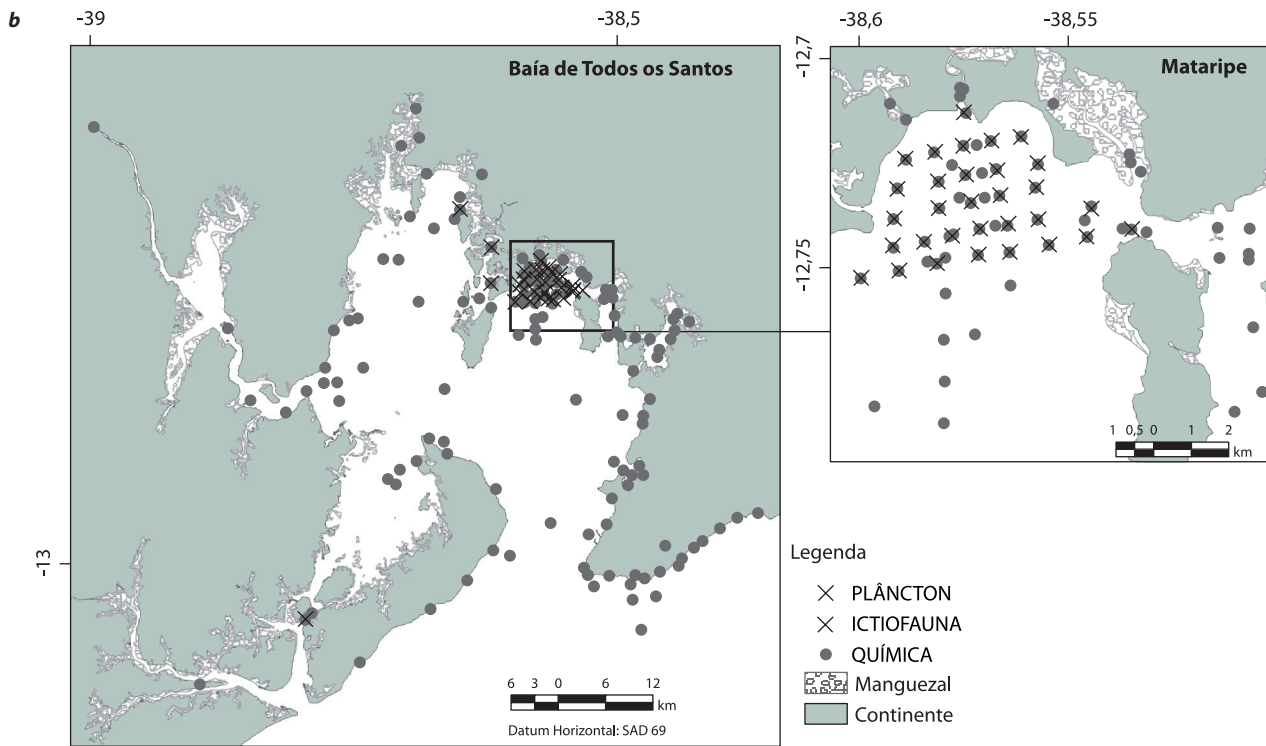 b
-39
-38,5
Baía de Todos os Santos
-13
6 3 0 6 12
km
Datum Horizontal: SAD 69
-38,6
-38,55
-12,7
Mataripe
-12,75
1 0,5 0 1 2
km
Legenda
PLÂNCTON
ICTIOFAUNA
QUÍMICA
Manguezal
Continente